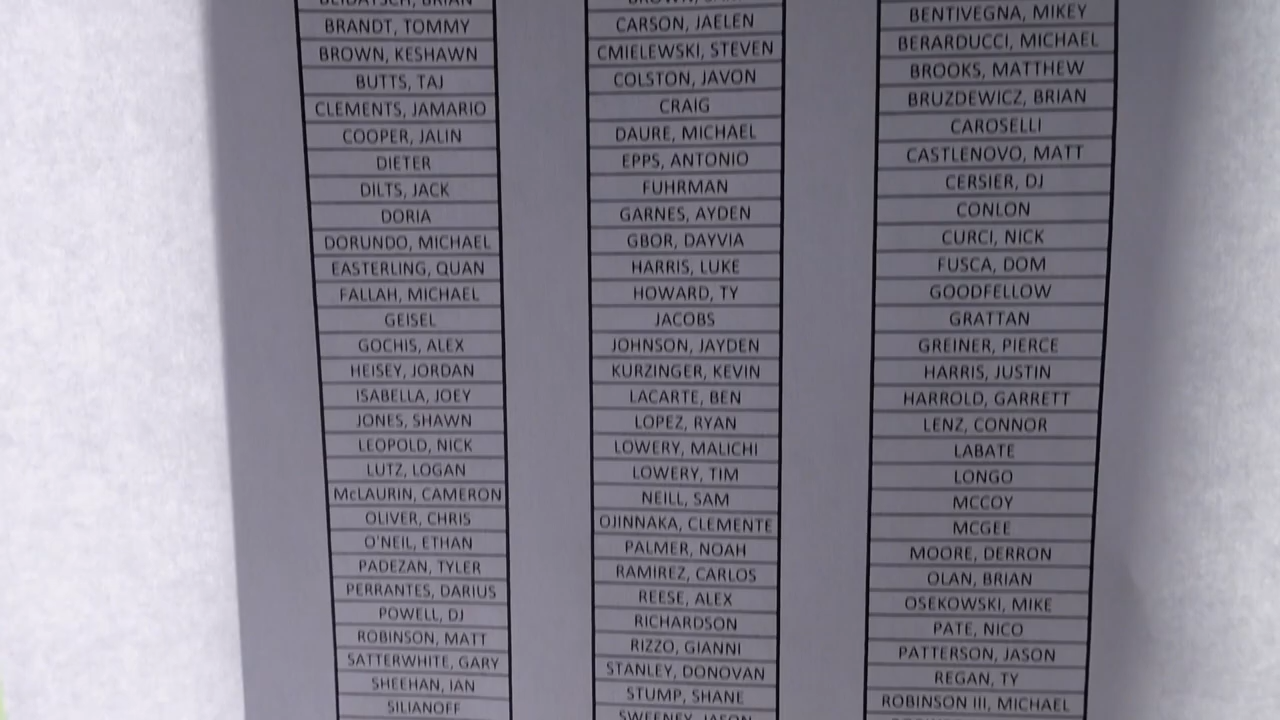 BRANDT, TOMMY
BROWN, KESHAWN
BUTTS, TAJ
CLEMENTS, JAMARIO
COOPER, JALIN
DIETER
DILTS, JACK
DORIA
DORUNDO, MICHAEL
EASTERLING, QUAN
FALLAH, MICHAEL
GEISEL
GOCHIS, ALEX
HEISEY, JORDAN
ISABELLA, JOEY
JONES, SHAWN
LEOPOLD, NICK
LUTZ, LOGAN
McLAURIN, CAMERON
OLIVER, CHRIS
O'NEIL, ETHAN
PADEZAN, TYLER
PERRANTES, DARIUS
POWELL, DJ
ROBINSON, MATT
SATTERWHITE, GARY
SHEEHAN, IAN
SILIANOFF
CARSON, JAELEN
CMIELEWSKI, STEVEN
COLSTON, JAVON
CRAIG
DAURE, MICHAEL
EPPS, ANTONIO
FUHRMAN
GARNES, AYDEN
GBOR, DAYVIA
HARRIS, LUKE
HOWARD, TY
JACOBS
JOHNSON, JAYDEN
KURZINGER, KEVIN
LACARTE, BEN
LOPEZ, RYAN
LOWERY, MALICHI
LOWERY, TIM
NEILL, SAM
OJINNAKA, CLEMENTE
PALMER, NOAH
RAMIREZ, CARLOS
REESE, ALEX
RICHARDSON
RIZZO, GIANNI
STANLEY, DONOVAN
STUMP, SHANE
SWEENEY, JASON
BENTIVEGNA, MIKEY
BERARDUCCI, MICHAEL
BROOKS, MATTHEW
BRUZDEWICZ, BRIAN
CAROSELLI
CASTLENOVO, MATT
CERSIER, DJ
CONLON
CURCI, NICK
FUSCA, DOM
GOODFELLOW
GRATTAN
GREINER, PIERCE
HARRIS, JUSTIN
HARROLD, GARRETT
LENZ, CONNOR
LABATE
LONGO
MCCOY
MCGEE
MOORE, DERRON
OLAN, BRIAN
OSEKOWSKI, MIKE
PATE, NICO
PATTERSON, JASON
REGAN, TY
ROBINSON III, MICHAEL